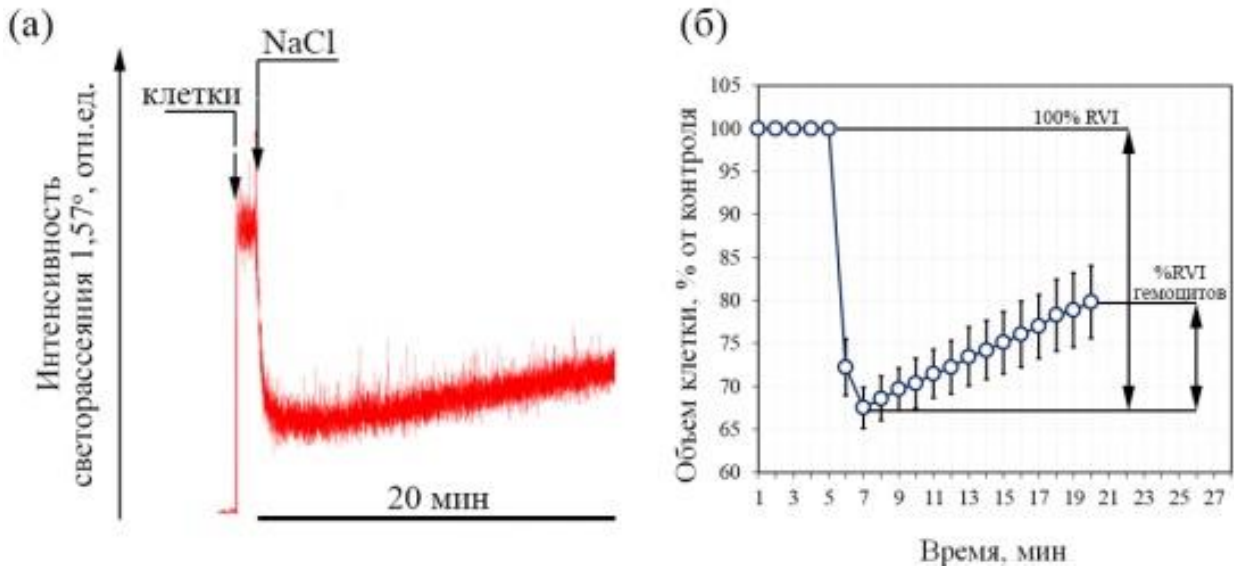 (а)
NaCl
клетки
Интенсивность
светорассеяния 1,57°, отн.ед.
20 мин
(б)
105
100
95
90
85
80
75
70
65
60
Объем клетки, % от контроля
100% RVI
%RVI
гемоцитов
1 3 5 7 9 11 13 15 17 19 21 23 25 27
Время, мин